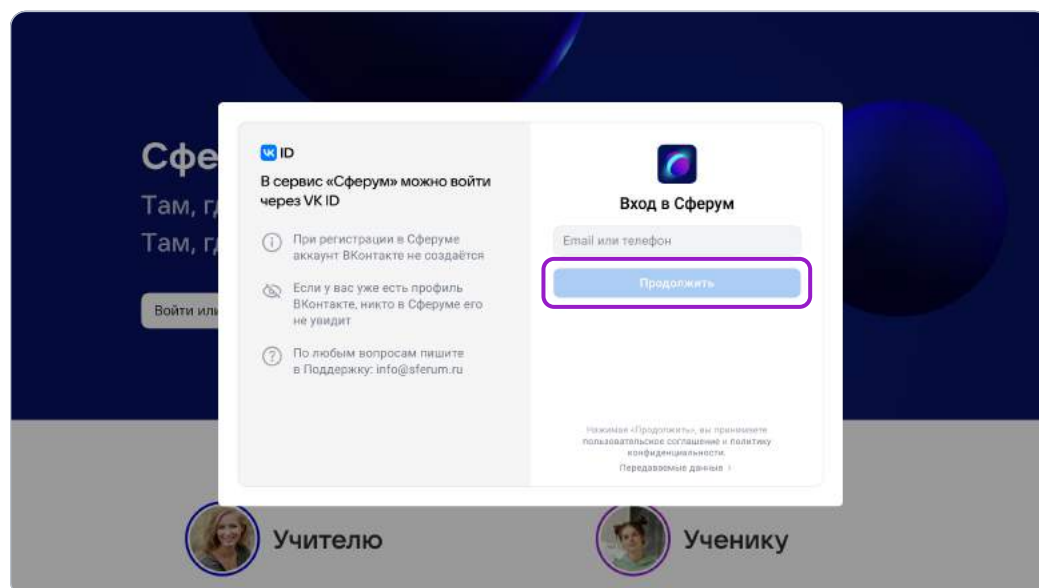 Сфе
Там, г
Там, г
Войти или
VK ID
В сервис «Сферум» можно войти
через VK ID
При регистрации в Сферуме
аккаунт ВКонтакте не создаётся
Если у вас уже есть профиль
ВКонтакте, никто в Сферуме его
не увидит
По любым вопросам пишите
в Поддержку: info@sferum.ru
Вход в Сферум
Email или телефон
Продолжить
Нажимая «Продолжить», вы принимаете
пользовательское соглашение и политику
конфиденциальности.
Передаваемые данные ›
Учителю
Ученику